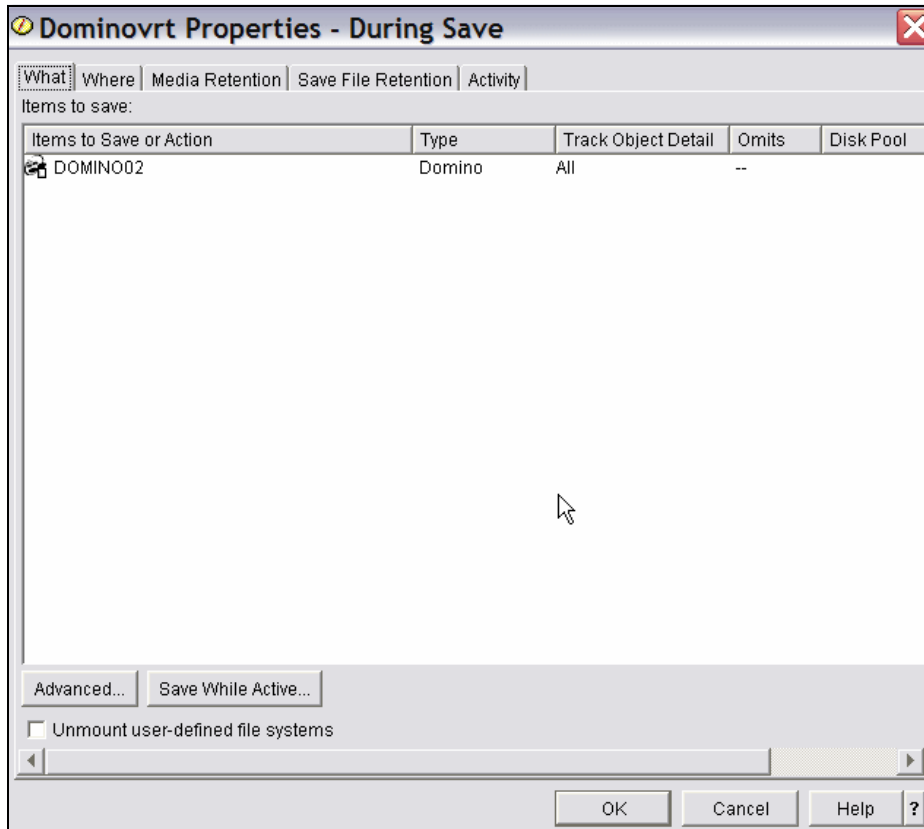 Dominovrt Properties - During Save
What Where Media Retention Save File Retention Activity
Items to save:
Items to Save or Action Type Track Object Detail Omits Disk Pool
DOMINO02 Domino All --
Advanced... Save While Active...
Unmount user-defined file systems
OK Cancel Help ?